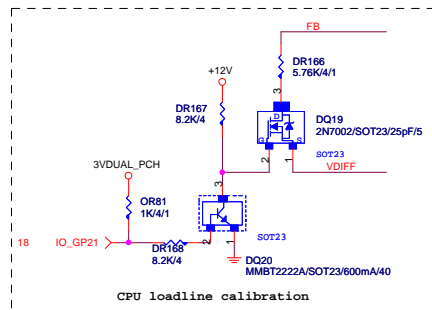 FB
DR166
5.76K/4/1
+12V
3
DR167
8.2K/4
D
DQ19
2N7002/SOT23/25pF/5
G
S
SOT23
2
1
VDIFF
3VDUAL_PCH
3
OR81
1K/4/1
18
IO_GP21
2
1
SOT23
DR168
8.2K/4
DQ20
MMBT2222A/SOT23/600mA/40
CPU loadline calibration